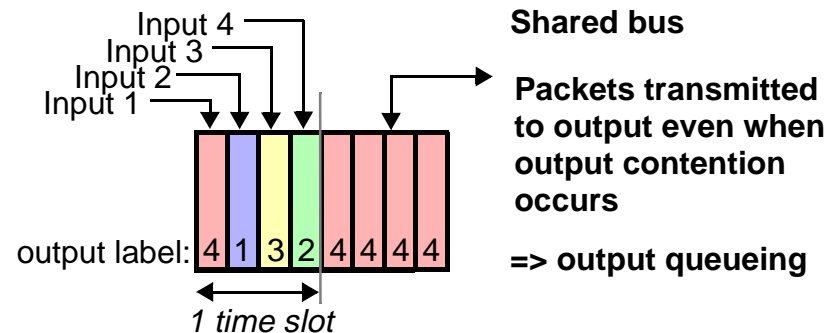 Input 4
Input 3
Input 2
Input 1
Shared bus
Packets transmitted
to output even when
output contention
occurs
output label: 4 1 3 2 4 4 4 4
=> output queueing
1 time slot